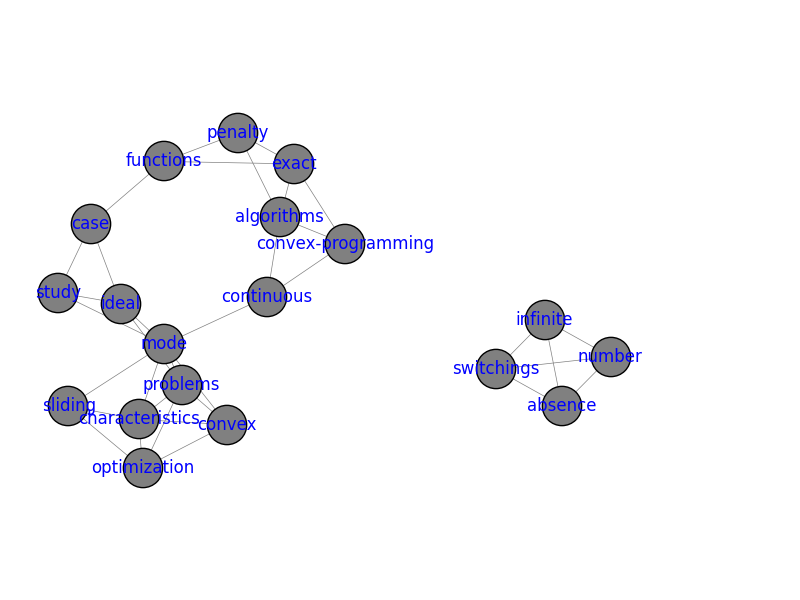 penalty
functions
exact
algorithms
case
convex-programming
study
ideal
continuous
infinite
mode
number
switchings
problems
sliding
absence
characteristics
convex
optimization